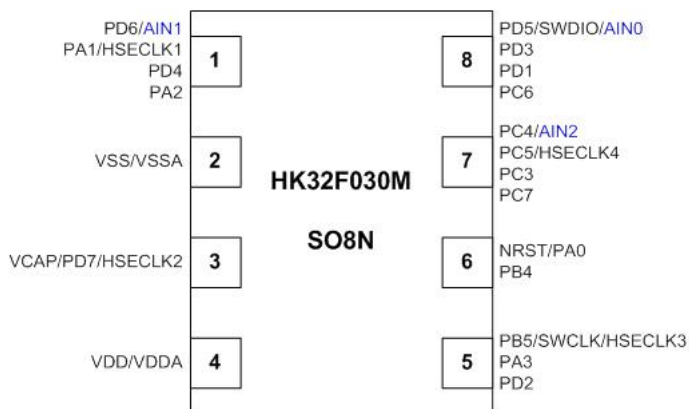 PD6/AIN1
PA1/HSECLK1
PD4
PA2
1
VSS/VSSA
2
VCAP/PD7/HSECLK2
3
VDD/VDDA
4
HK32F030M
SO8N
8
PD5/SWDIO/AIN0
PD3
PD1
PC6
7
PC4/AIN2
PC5/HSECLK4
PC3
PC7
6
NRST/PA0
PB4
5
PB5/SWCLK/HSECLK3
PA3
PD2